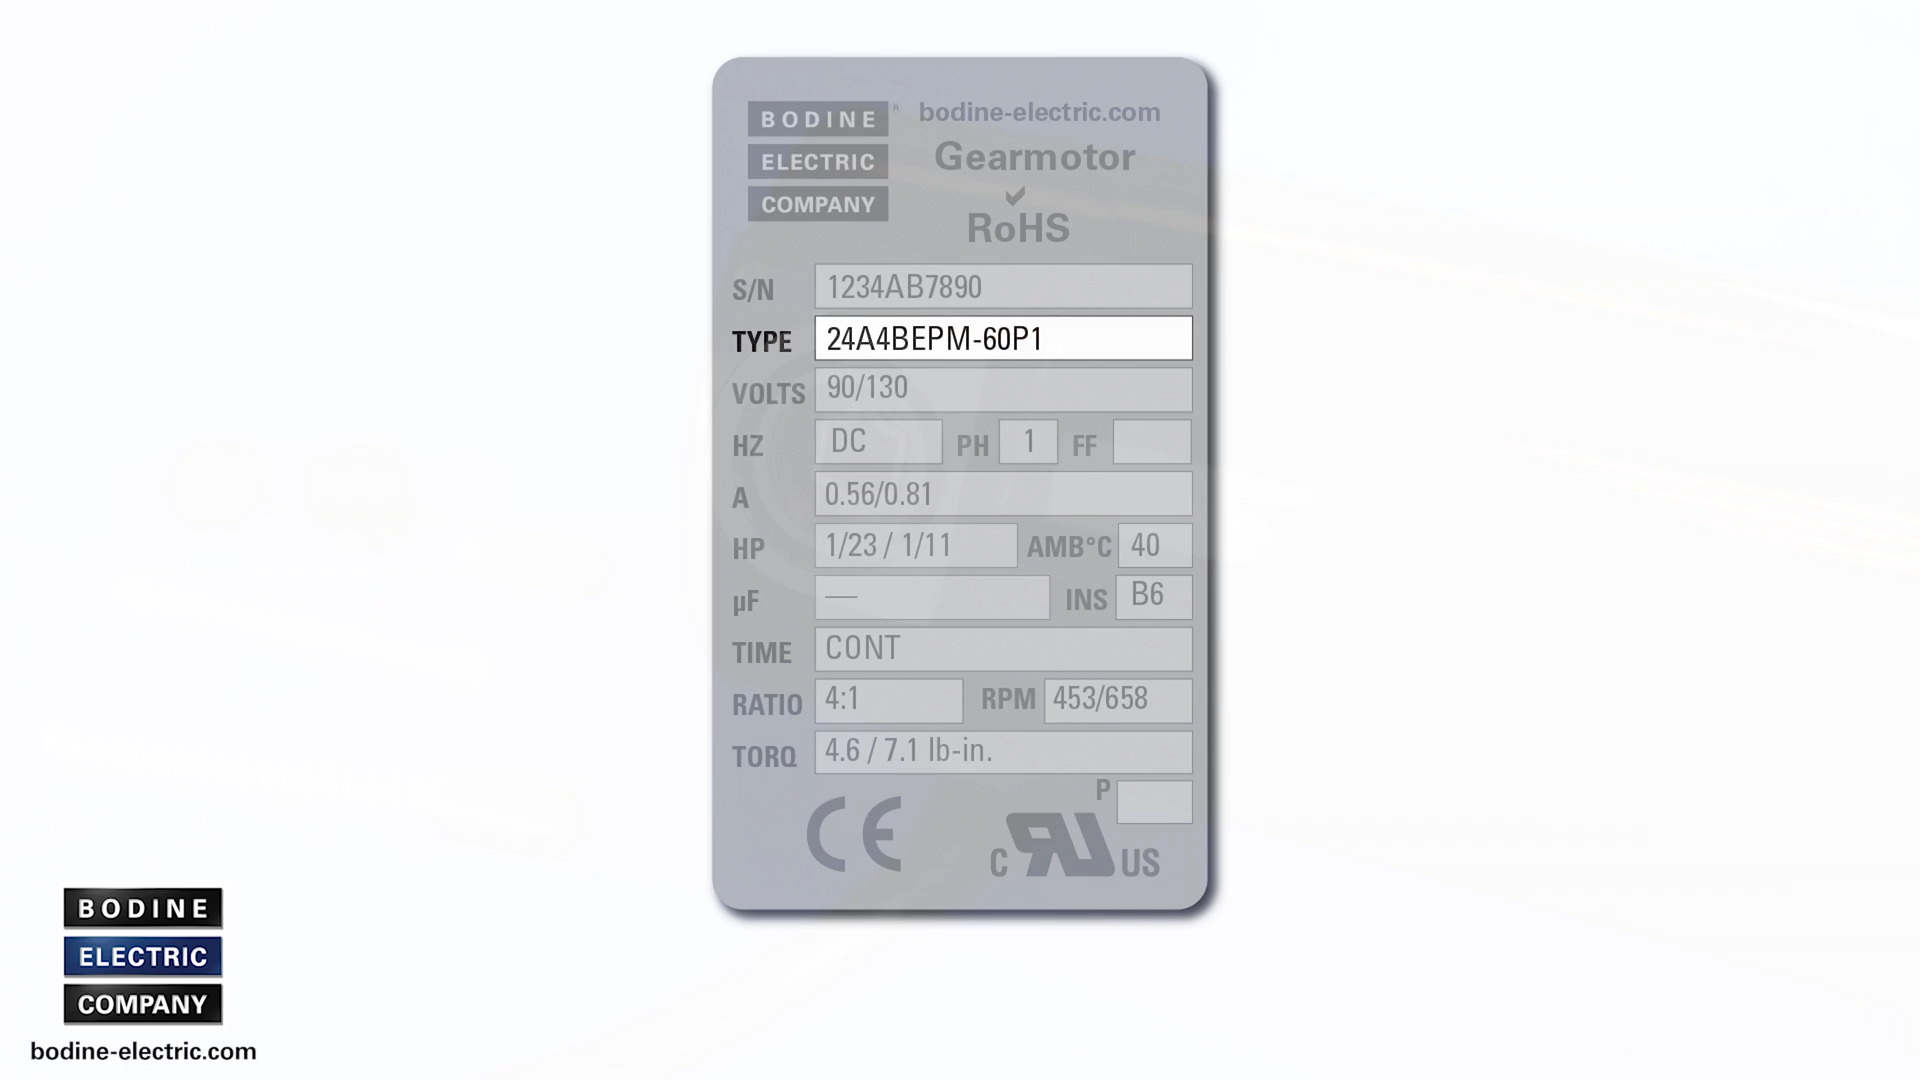 BODINE
ELECTRIC
COMPANY
bodine-electric.com
Gearmotor
RoHS
S/N 1234AB7890
TYPE 24A4BEPM-60P1
VOLTS 90/130
HZ DC PH 1 FF
A 0.56/0.81
HP 1/23 / 1/11 AMB°C 40
µF — INS B6
TIME CONT
RATIO 4:1 RPM 453/658
TORQ 4.6 / 7.1 lb-in.
P
CE
C RU US
BODINE
ELECTRIC
COMPANY
bodine-electric.com